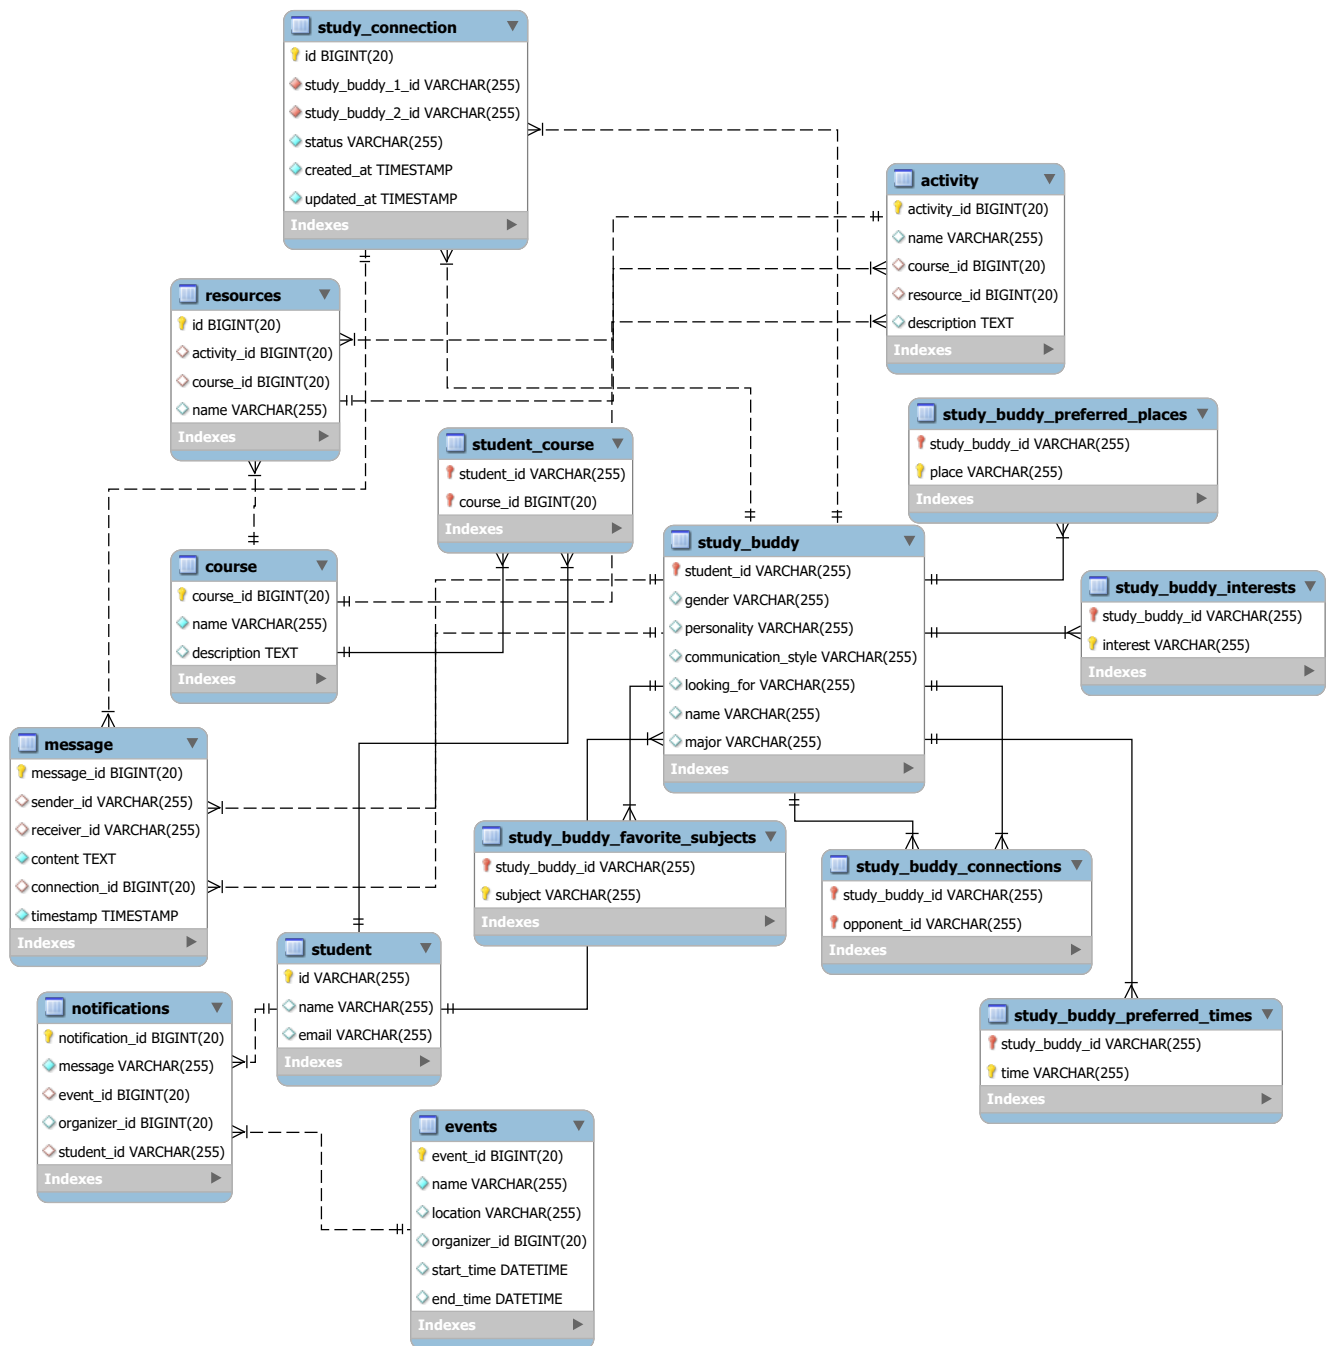 study_connection
id BIGINT(20)
study_buddy_1_id VARCHAR(255)
study_buddy_2_id VARCHAR(255)
status VARCHAR(255)
created_at TIMESTAMP
updated_at TIMESTAMP
Indexes
activity
activity_id BIGINT(20)
name VARCHAR(255)
course_id BIGINT(20)
resource_id BIGINT(20)
description TEXT
Indexes
resources
id BIGINT(20)
activity_id BIGINT(20)
course_id BIGINT(20)
name VARCHAR(255)
Indexes
study_buddy_preferred_places
study_buddy_id VARCHAR(255)
place VARCHAR(255)
Indexes
student_course
student_id VARCHAR(255)
course_id BIGINT(20)
Indexes
study_buddy
student_id VARCHAR(255)
gender VARCHAR(255)
personality VARCHAR(255)
communication_style VARCHAR(255)
looking_for VARCHAR(255)
name VARCHAR(255)
major VARCHAR(255)
Indexes
course
course_id BIGINT(20)
name VARCHAR(255)
description TEXT
Indexes
study_buddy_interests
study_buddy_id VARCHAR(255)
interest VARCHAR(255)
Indexes
message
message_id BIGINT(20)
sender_id VARCHAR(255)
receiver_id VARCHAR(255)
content TEXT
connection_id BIGINT(20)
timestamp TIMESTAMP
Indexes
study_buddy_favorite_subjects
study_buddy_id VARCHAR(255)
subject VARCHAR(255)
Indexes
study_buddy_connections
study_buddy_id VARCHAR(255)
opponent_id VARCHAR(255)
Indexes
student
id VARCHAR(255)
name VARCHAR(255)
email VARCHAR(255)
Indexes
notifications
notification_id BIGINT(20)
message VARCHAR(255)
event_id BIGINT(20)
organizer_id BIGINT(20)
student_id VARCHAR(255)
Indexes
study_buddy_preferred_times
study_buddy_id VARCHAR(255)
time VARCHAR(255)
Indexes
events
event_id BIGINT(20)
name VARCHAR(255)
location VARCHAR(255)
organizer_id BIGINT(20)
start_time DATETIME
end_time DATETIME
Indexes